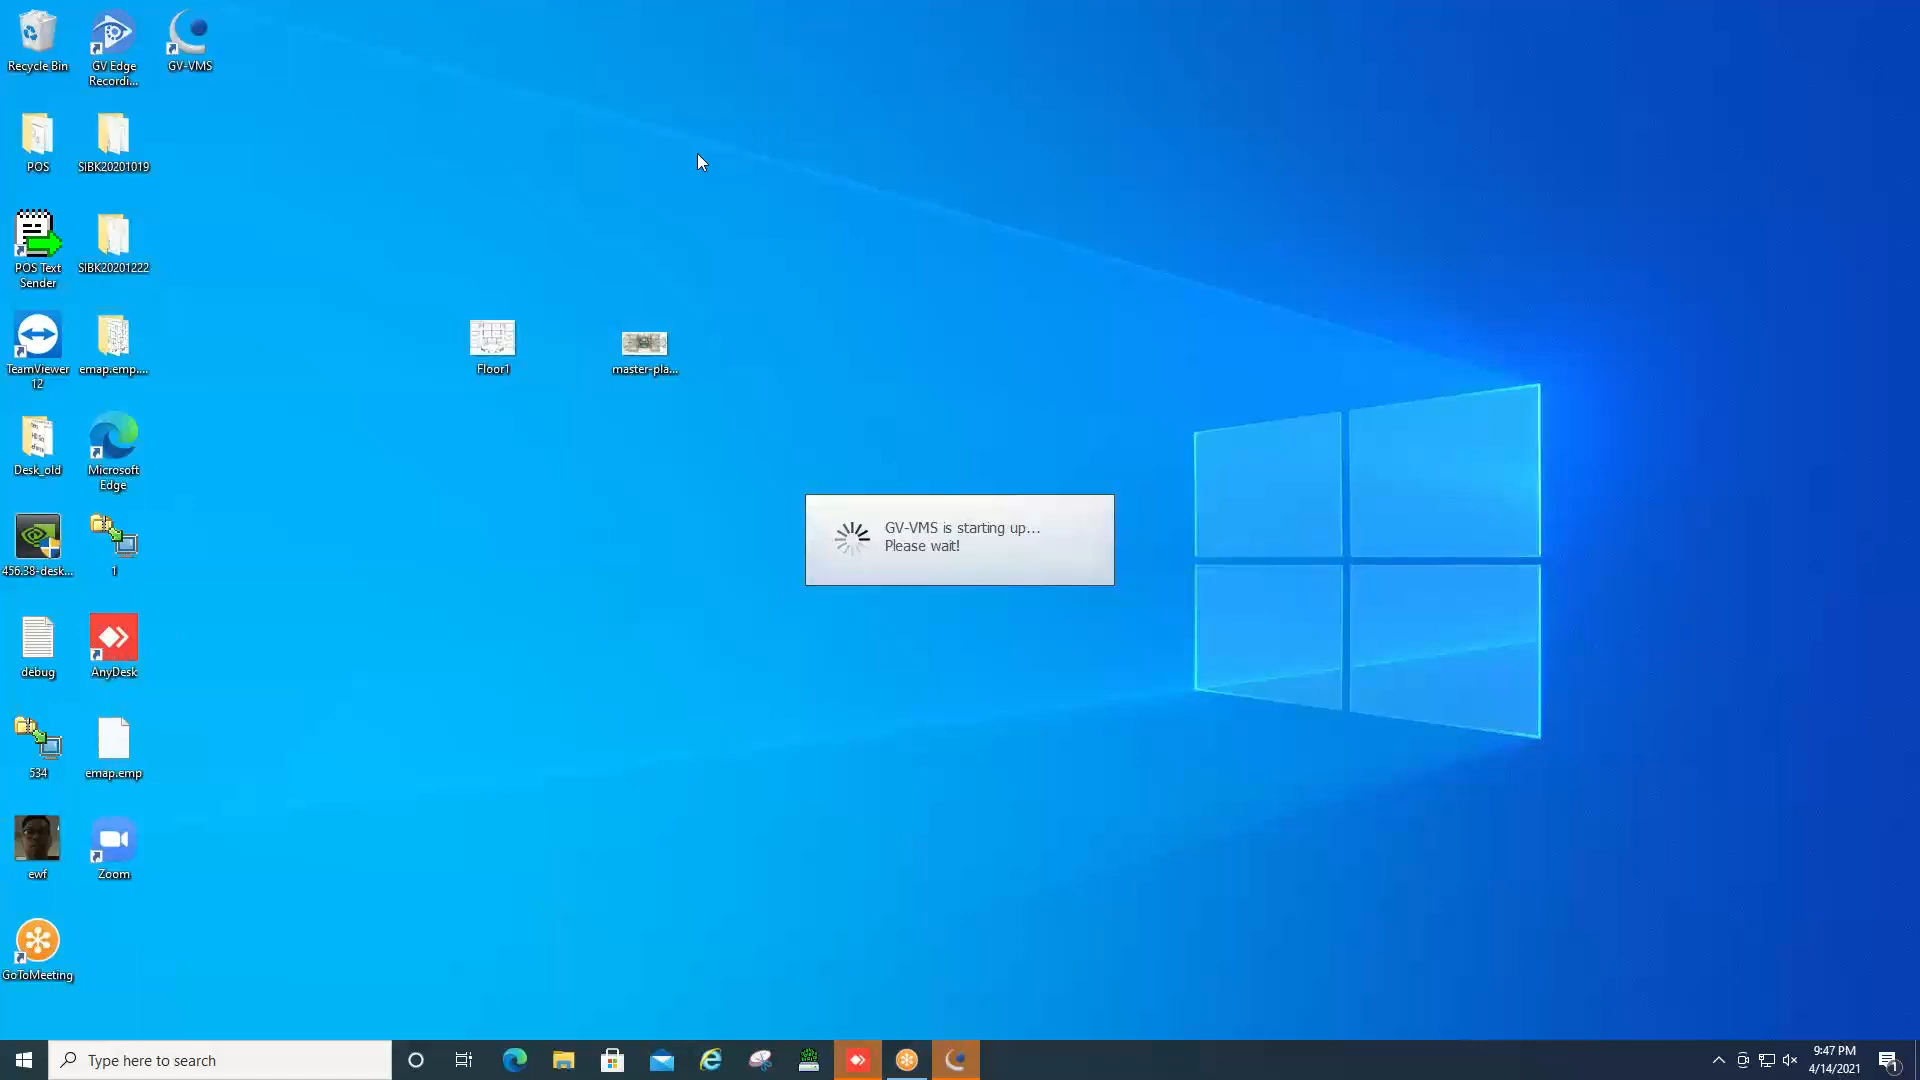 Recycle Bin
GV Edge
Recordi...
GV-VMS
POS
SIBK20201019
POS Text
Sender
SIBK20201222
TeamViewer
12
emap.emp....
Floor1
master-pla...
Desk_old
Microsoft
Edge
GV-VMS is starting up...
Please wait!
456.38-desk...
1
debug
AnyDesk
534
emap.emp
ewf
Zoom
GoToMeeting
Type here to search
9:47 PM
4/14/2021
1